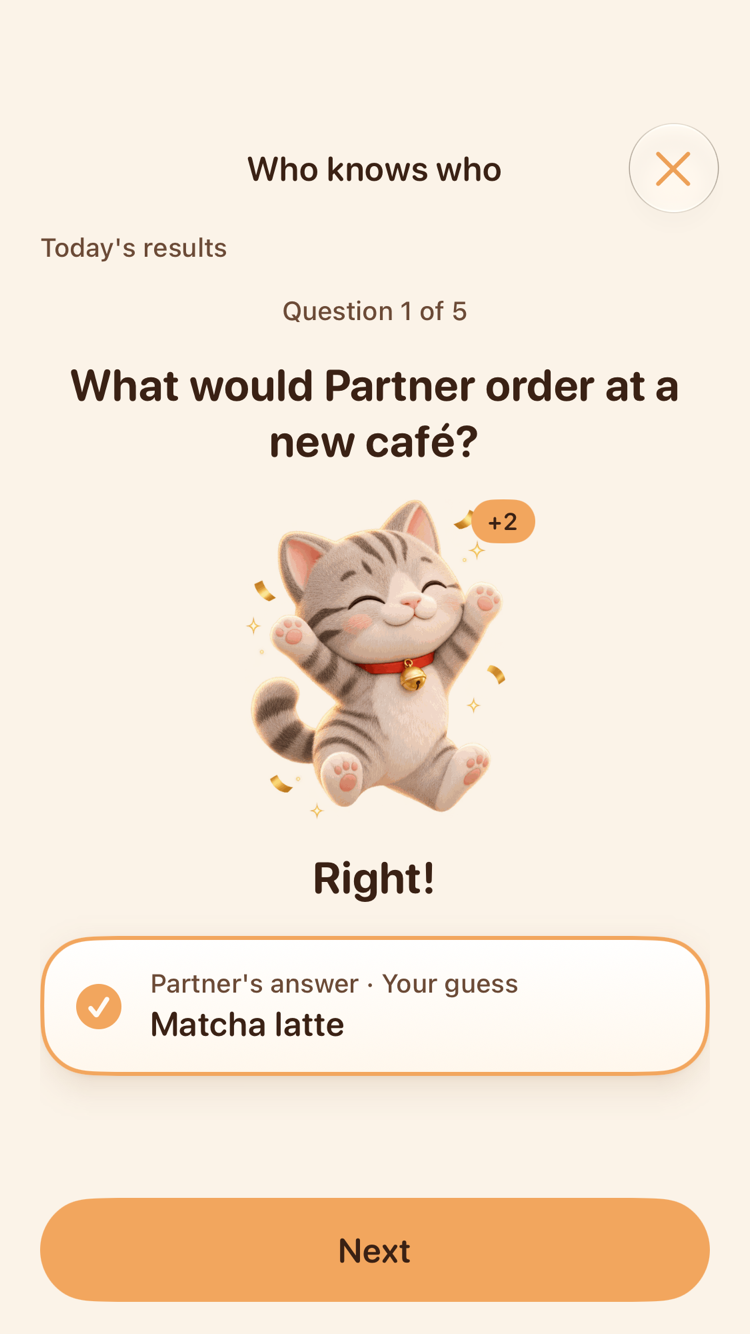 Who knows who
Today's results
Question 1 of 5
What would Partner order at a
new café?
+2
Right!
Partner's answer · Your guess
Matcha latte
Next